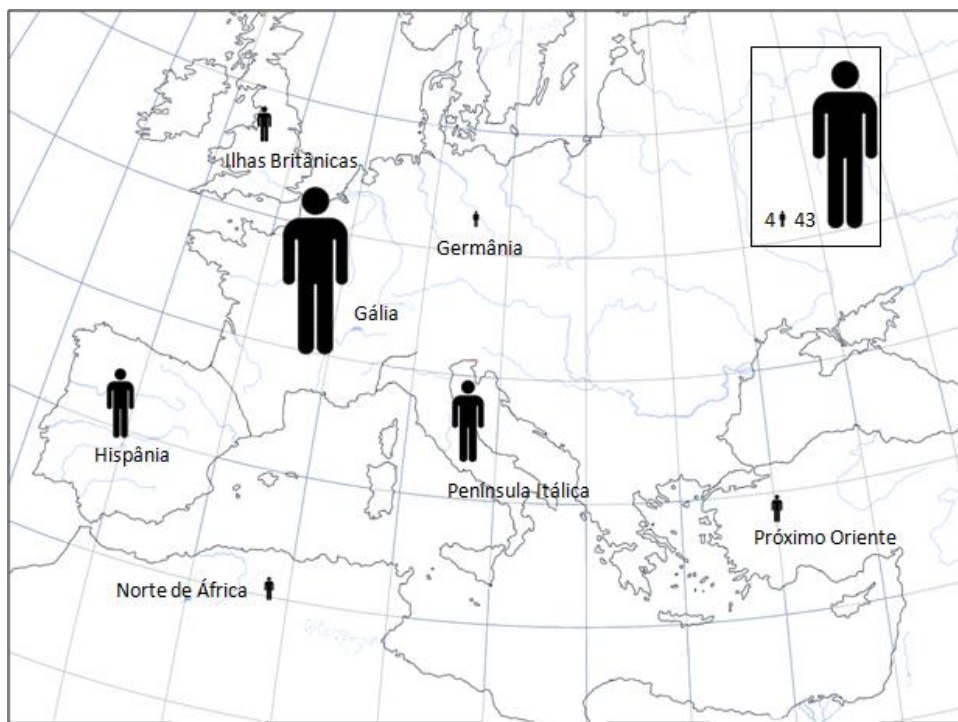 Ilhas Britânicas
4 43
Germânia
Gália
Hispânia
Península Itálica
Próximo Oriente
Norte de África